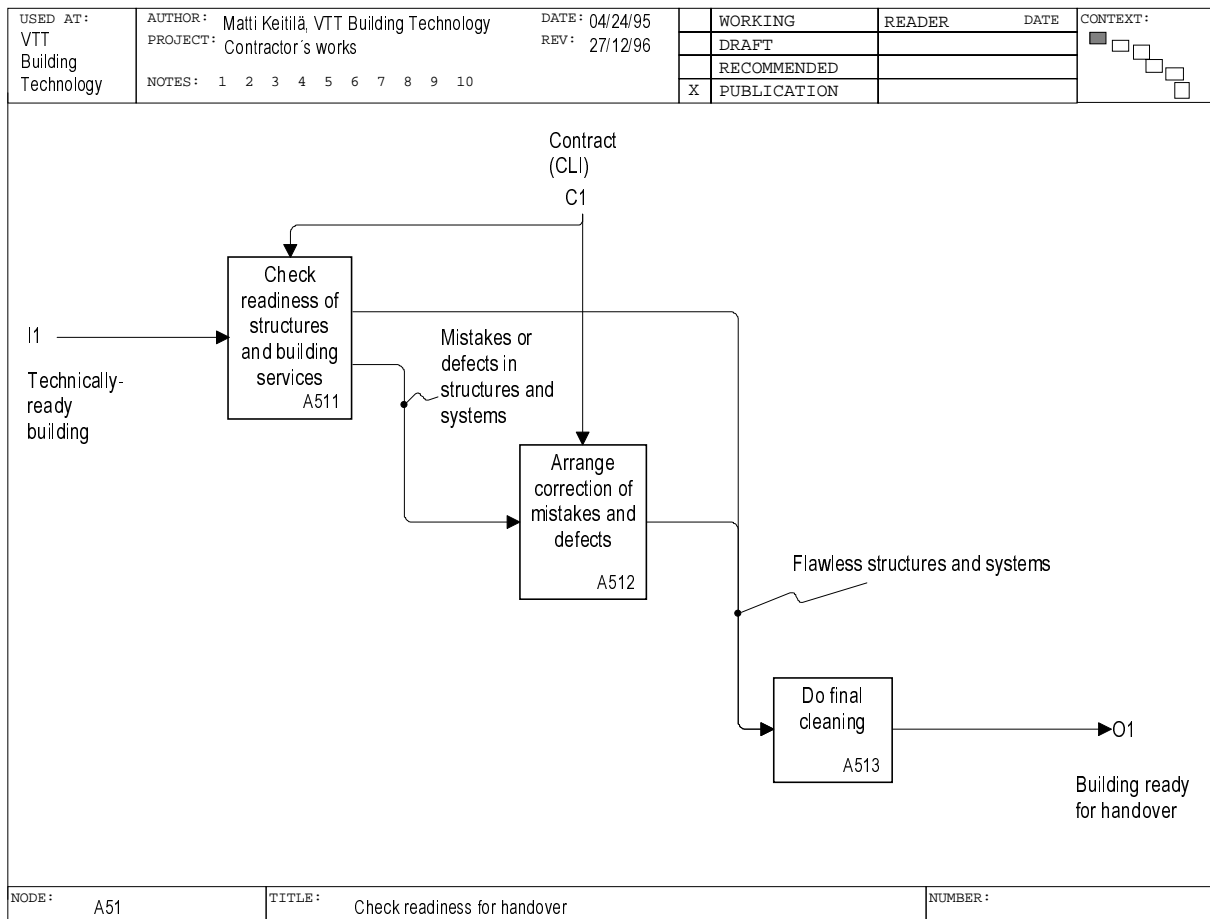 USED AT:
VTT
Building
Technology
AUTHOR: Matti Keitilä, VTT Building Technology
PROJECT: Contractor´s works
NOTES: 1 2 3 4 5 6 7 8 9 10
DATE: 04/24/95
REV: 27/12/96
WORKING
DRAFT
RECOMMENDED
X PUBLICATION
READER DATE
CONTEXT:
Contract
(CLI)
C1
Check
readiness of
structures
and building
services
A511
I1
Technically-
ready
building
Mistakes or
defects in
structures and
systems
Arrange
correction of
mistakes and
defects
A512
Flawless structures and systems
Do final
cleaning
A513
O1
Building ready
for handover
NODE: A51
TITLE: Check readiness for handover
NUMBER: